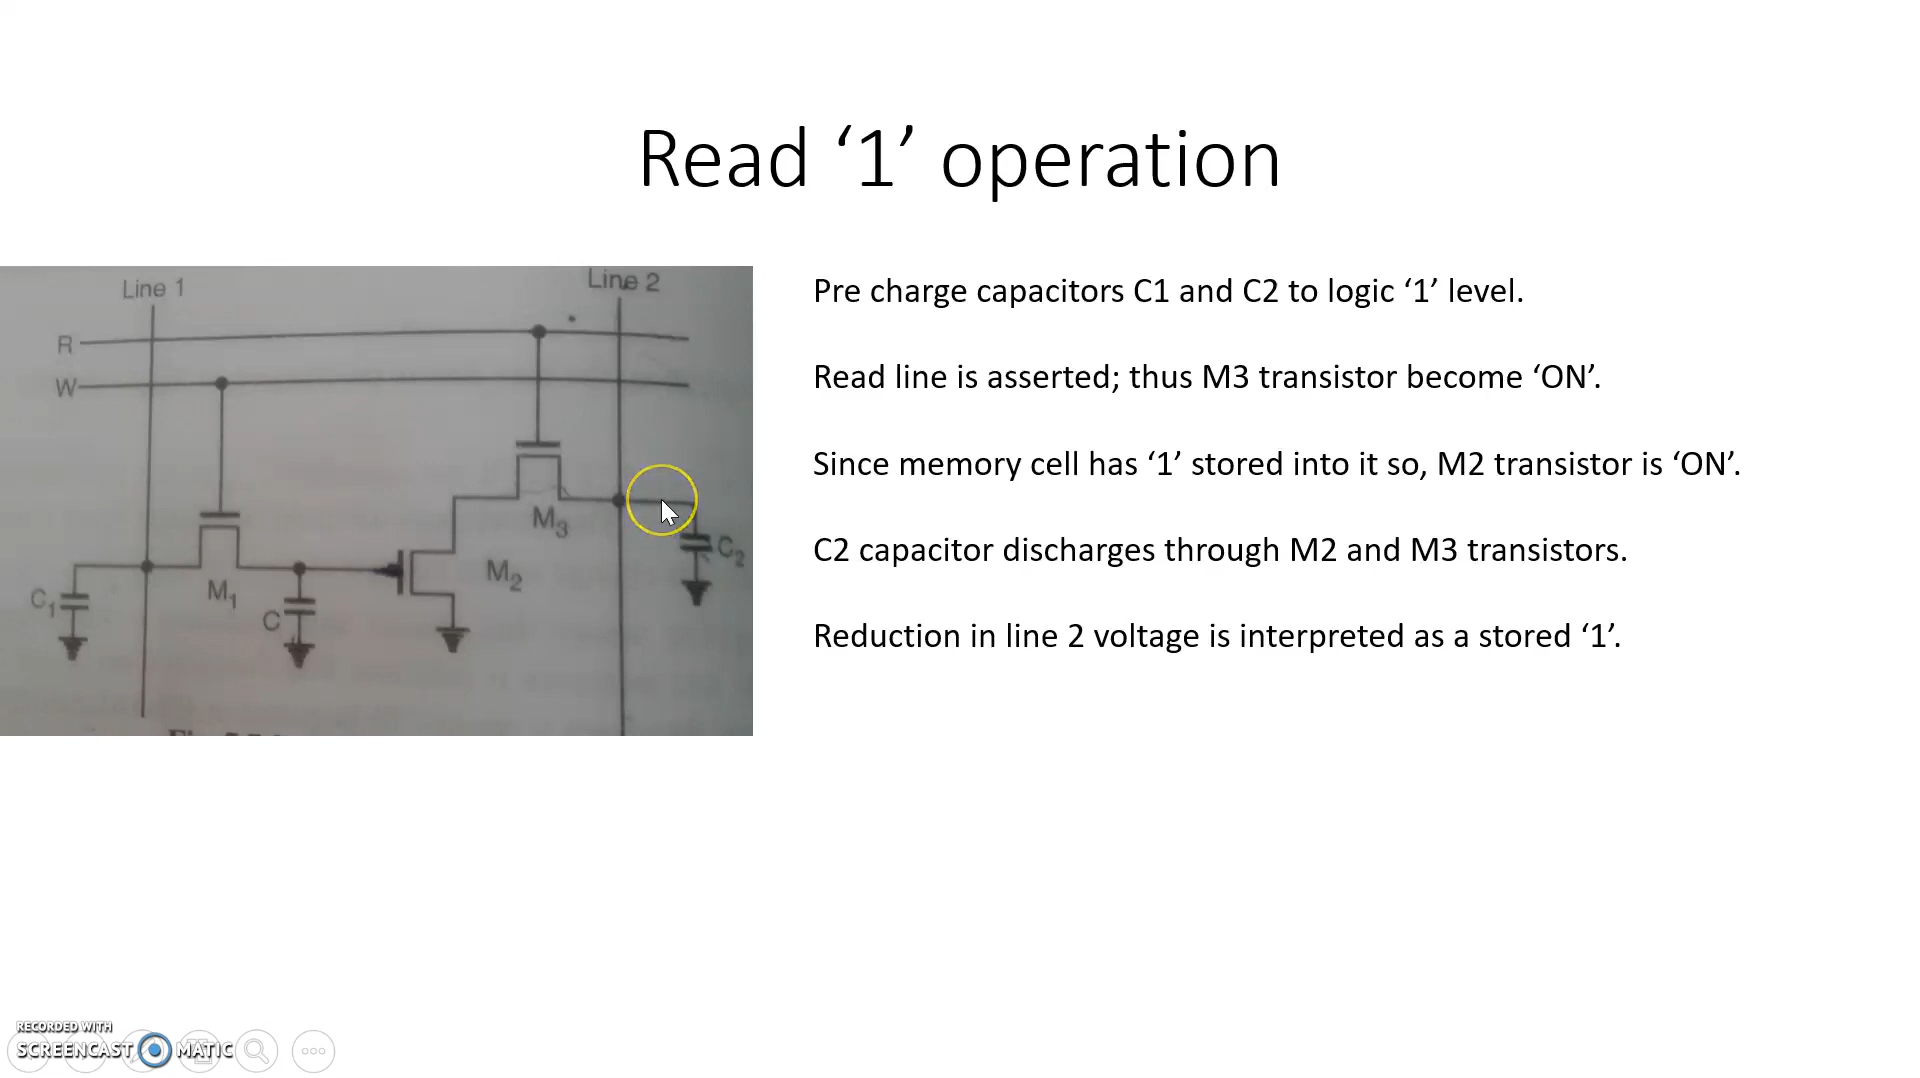 Read ‘1’ operation
Line 1
Line 2
R
W
M3
C2
M2
M1
C1
C
Pre charge capacitors C1 and C2 to logic ‘1’ level.
Read line is asserted; thus M3 transistor become ‘ON’.
Since memory cell has ‘1’ stored into it so, M2 transistor is ‘ON’.
C2 capacitor discharges through M2 and M3 transistors.
Reduction in line 2 voltage is interpreted as a stored ‘1’.
RECORDED WITH
SCREENCAST MATIC